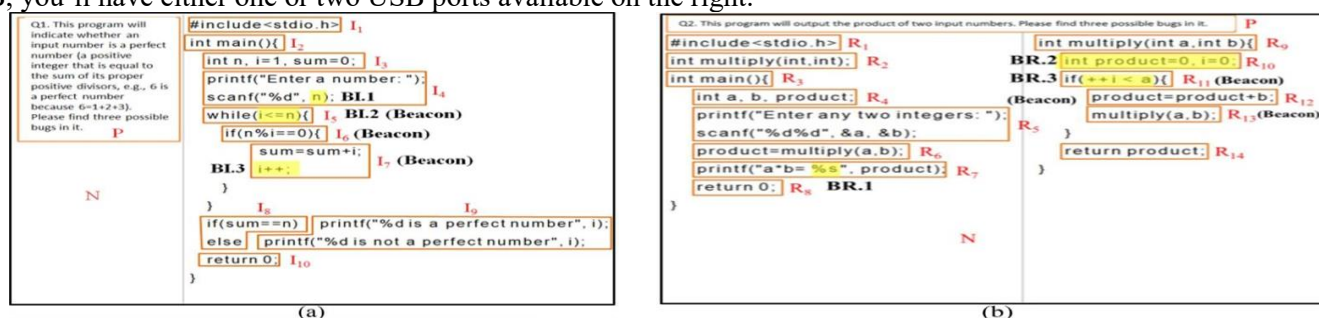 3, you'll have either one or two USB ports available on the right.
Q1. This program will
indicate whether an
input number is a perfect
number (a positive
integer that is equal to
the sum of its proper
positive divisors, e.g., 6 is
a perfect number
because 6=1+2+3).
Please find three possible
bugs in it. P
N
#include<stdio.h> I1
int main(){ I2
int n, i=1, sum=0; I3
printf("Enter a number: ");
scanf("%d", n); BI.1 I4
while(i<=n){ I5 BI.2 (Beacon)
if(n%i==0){ I6 (Beacon)
sum=sum+i;
BI.3 i++; I7 (Beacon)
}
}
I8 I9
if(sum==n) printf("%d is a perfect number", i);
else printf("%d is not a perfect number", i);
return 0; I10
}
(a)
Q2. This program will output the product of two input numbers. Please find three possible bugs in it. P
#include<stdio.h> R1
int multiply(int,int); R2
int main(){ R3
int a, b, product; R4
printf("Enter any two integers: ");
scanf("%d%d", &a, &b); R5
product=multiply(a,b); R6
printf("a*b= %s", product); R7
return 0; R8 BR.1
}
int multiply(int a,int b){ R9
BR.2 int product=0, i=0; R10
BR.3 if(++i < a){ R11 (Beacon)
(Beacon) product=product+b; R12
multiply(a,b); R13(Beacon)
}
return product; R14
}
N
(b)